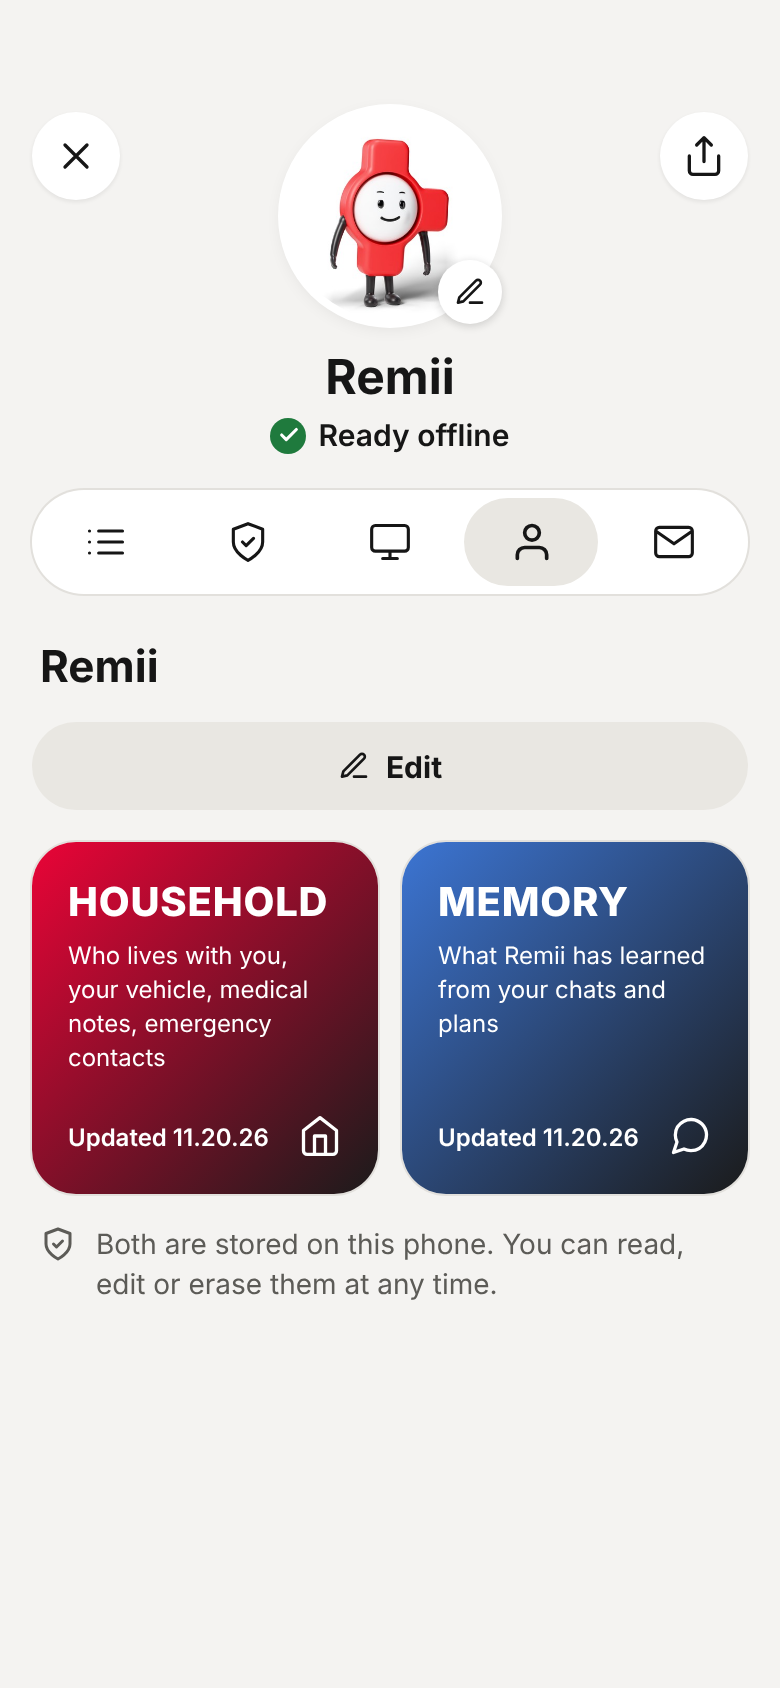 Remii
Ready offline
Remii
Edit
HOUSEHOLD
Who lives with you,
your vehicle, medical
notes, emergency
contacts
Updated 11.20.26
MEMORY
What Remii has learned
from your chats and
plans
Updated 11.20.26
Both are stored on this phone. You can read,
edit or erase them at any time.